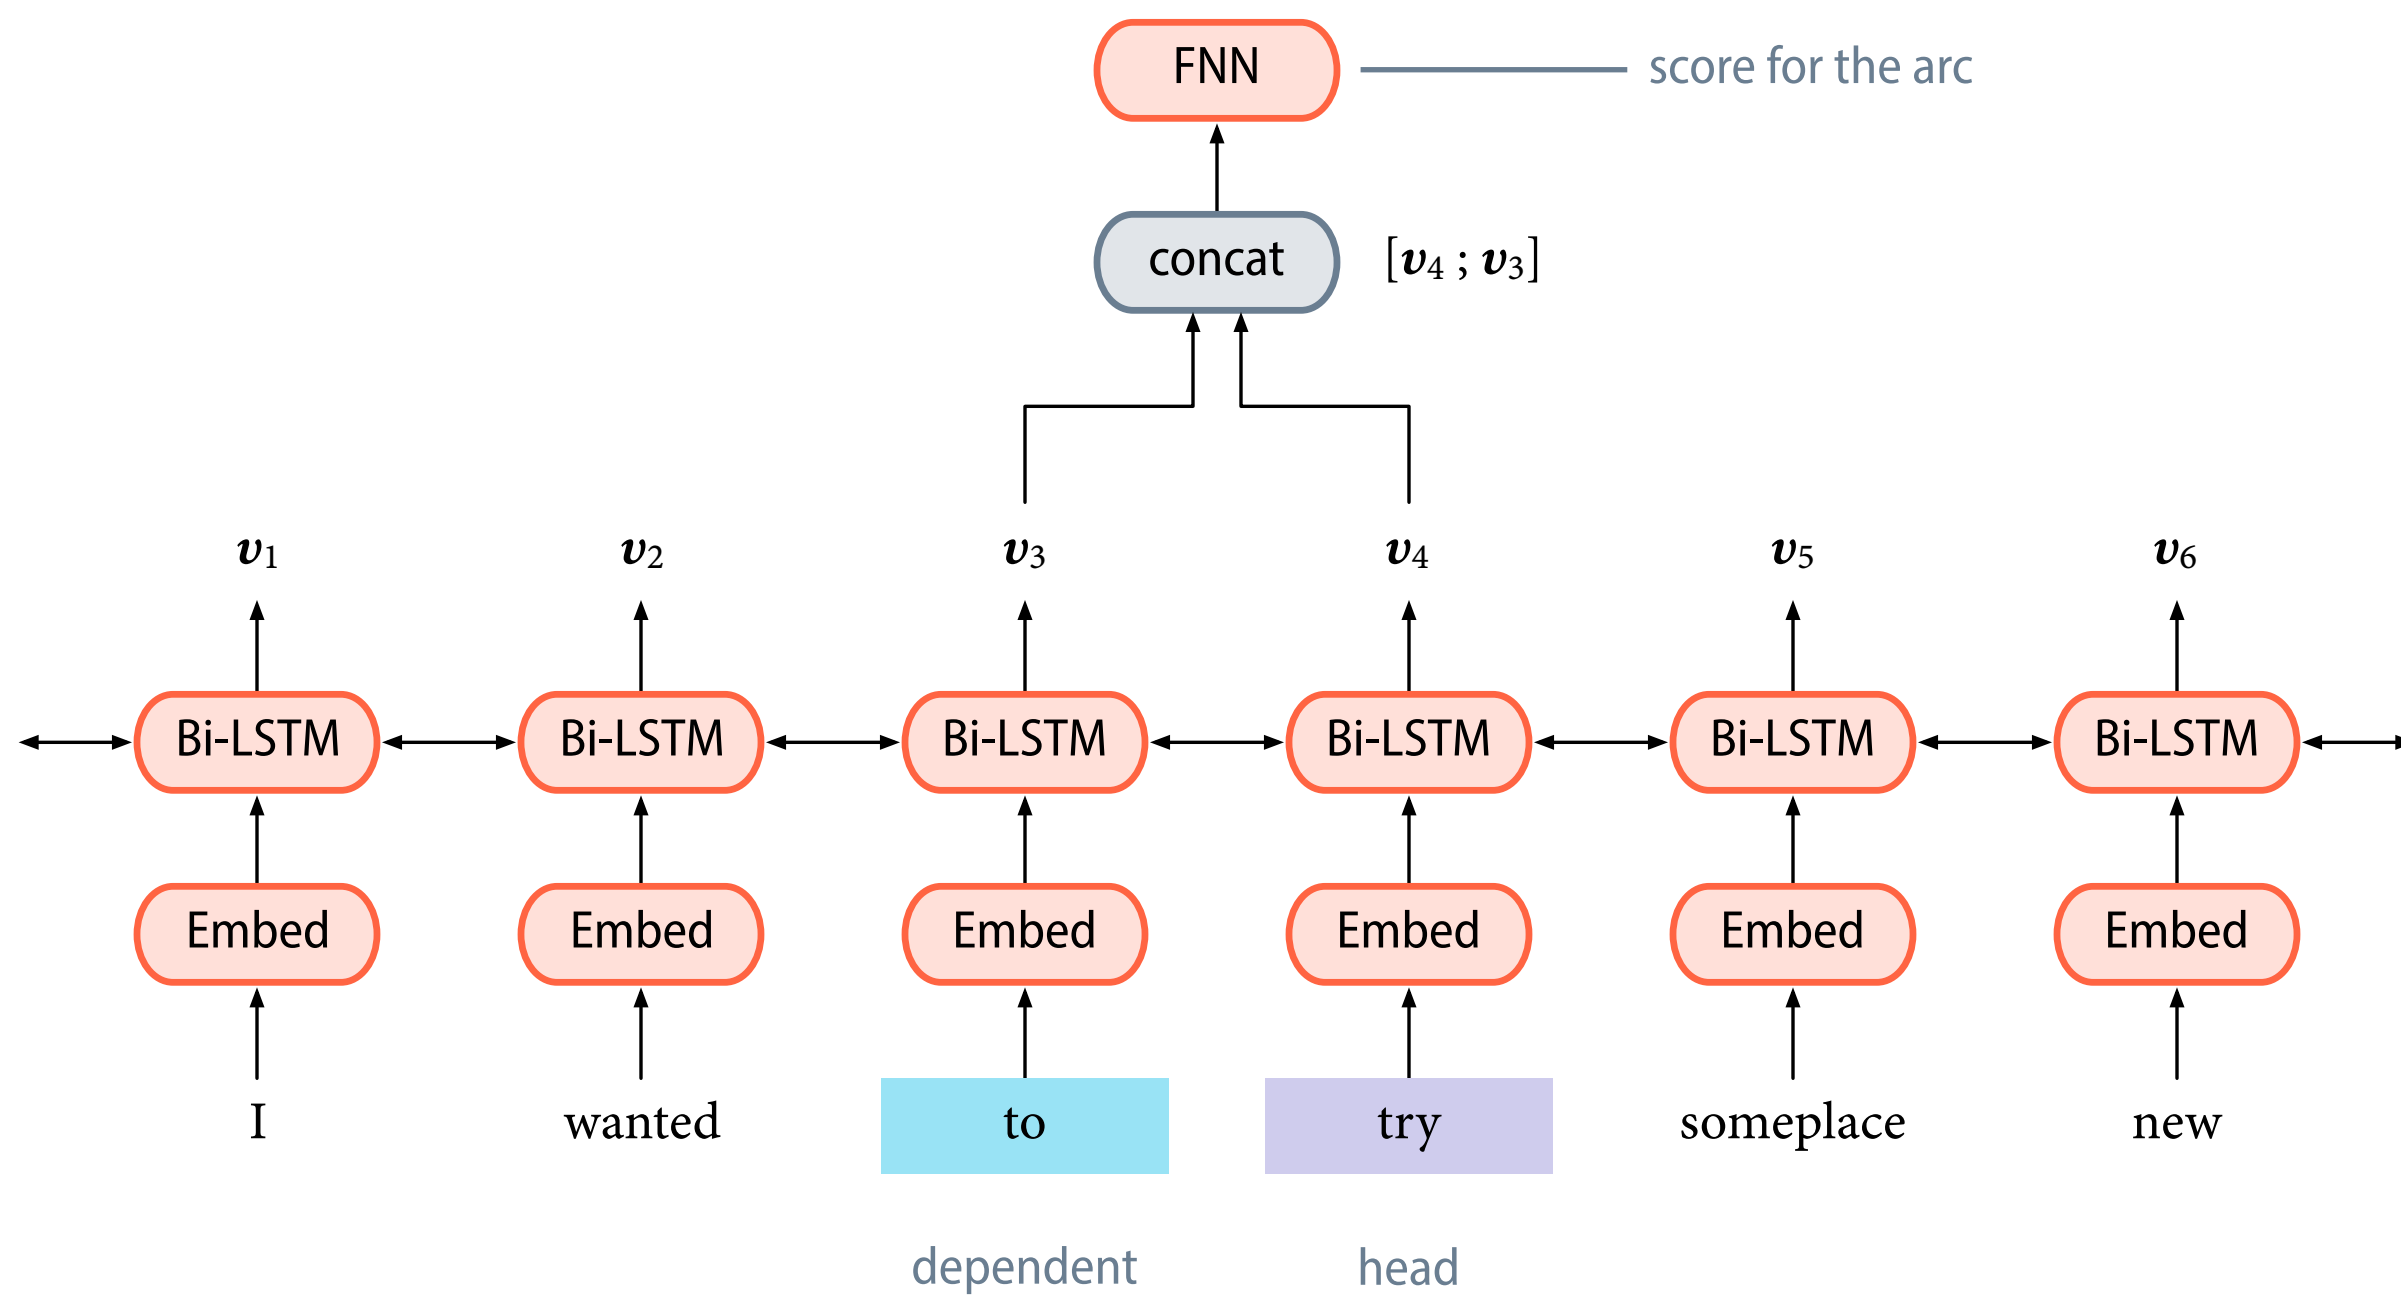 FNN score for the arc
concat [v4 ; v3]
v1 v2 v3 v4 v5 v6
Bi-LSTM Bi-LSTM Bi-LSTM Bi-LSTM Bi-LSTM Bi-LSTM
Embed Embed Embed Embed Embed Embed
I wanted to try someplace new
dependent head